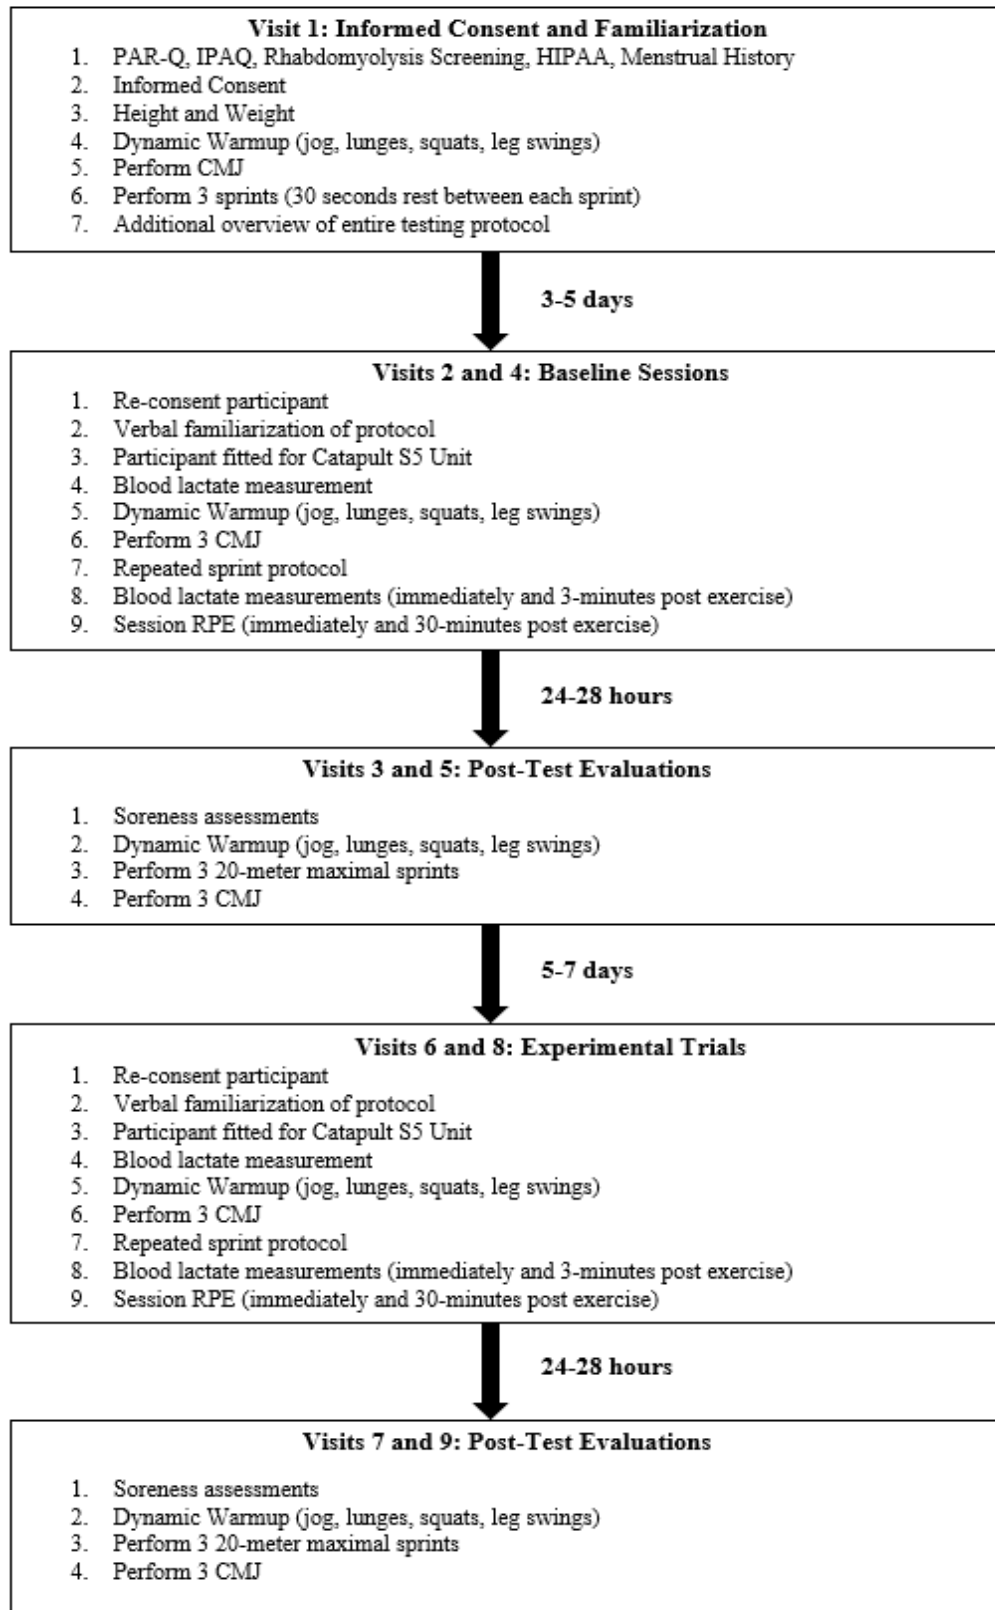 Visit 1: Informed Consent and Familiarization
1. PAR-Q, IPAQ, Rhabdomyolysis Screening, HIPAA, Menstrual History
2. Informed Consent
3. Height and Weight
4. Dynamic Warmup (jog, lunges, squats, leg swings)
5. Perform CMJ
6. Perform 3 sprints (30 seconds rest between each sprint)
7. Additional overview of entire testing protocol
3-5 days
Visits 2 and 4: Baseline Sessions
1. Re-consent participant
2. Verbal familiarization of protocol
3. Participant fitted for Catapult S5 Unit
4. Blood lactate measurement
5. Dynamic Warmup (jog, lunges, squats, leg swings)
6. Perform 3 CMJ
7. Repeated sprint protocol
8. Blood lactate measurements (immediately and 3-minutes post exercise)
9. Session RPE (immediately and 30-minutes post exercise)
24-28 hours
Visits 3 and 5: Post-Test Evaluations
1. Soreness assessments
2. Dynamic Warmup (jog, lunges, squats, leg swings)
3. Perform 3 20-meter maximal sprints
4. Perform 3 CMJ
5-7 days
Visits 6 and 8: Experimental Trials
1. Re-consent participant
2. Verbal familiarization of protocol
3. Participant fitted for Catapult S5 Unit
4. Blood lactate measurement
5. Dynamic Warmup (jog, lunges, squats, leg swings)
6. Perform 3 CMJ
7. Repeated sprint protocol
8. Blood lactate measurements (immediately and 3-minutes post exercise)
9. Session RPE (immediately and 30-minutes post exercise)
24-28 hours
Visits 7 and 9: Post-Test Evaluations
1. Soreness assessments
2. Dynamic Warmup (jog, lunges, squats, leg swings)
3. Perform 3 20-meter maximal sprints
4. Perform 3 CMJ